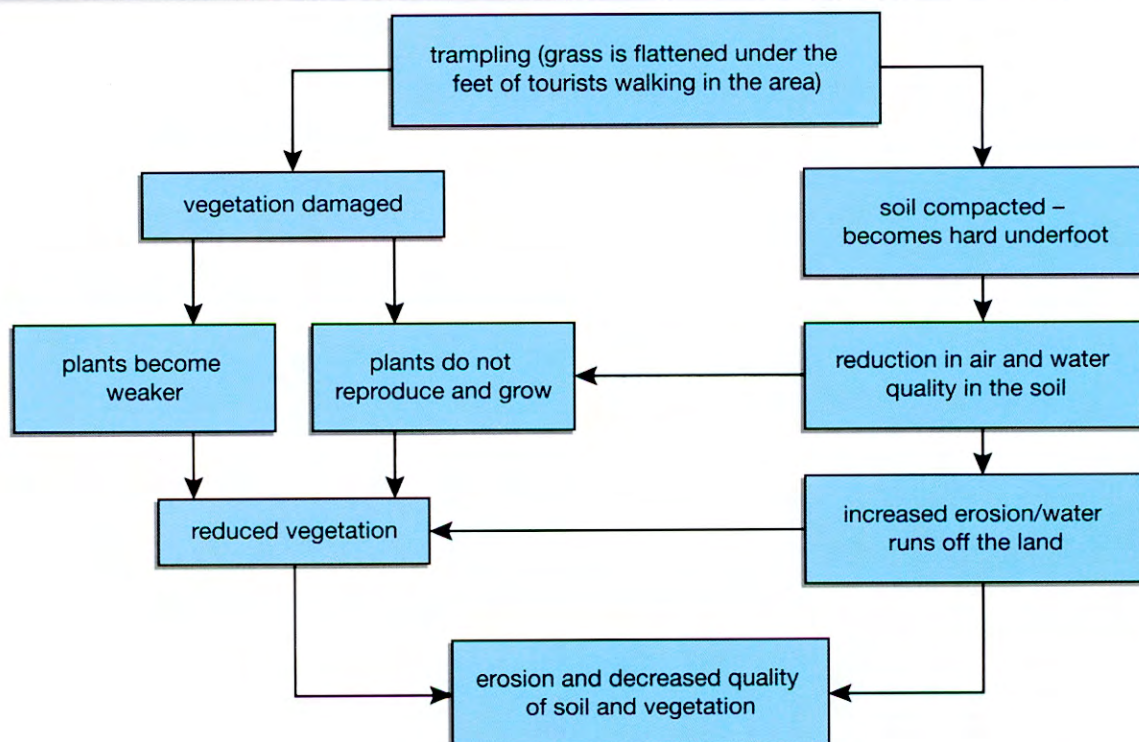 trampling (grass is flattened under the
feet of tourists walking in the area)
vegetation damaged
soil compacted –
becomes hard underfoot
plants become
weaker
plants do not
reproduce and grow
reduction in air and water
quality in the soil
reduced vegetation
increased erosion/water
runs off the land
erosion and decreased quality
of soil and vegetation